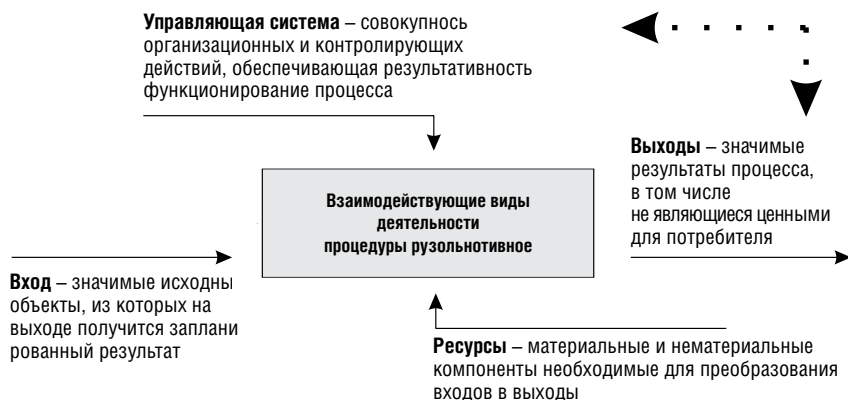 Управляющая система – совокупнось
организационных и контролирующих
действий, обеспечивающая результативность
функционирование процесса
Выходы – значимые
результаты процесса,
в том числе
не являющиеся ценными
для потребителя
Взаимодействующие виды
деятельности
процедуры рузольнотивное
Вход – значимые исходны
объекты, из которых на
выходе получится заплани
рованный результат
Ресурсы – материальные и нематериальные
компоненты необходимые для преобразования
входов в выходы